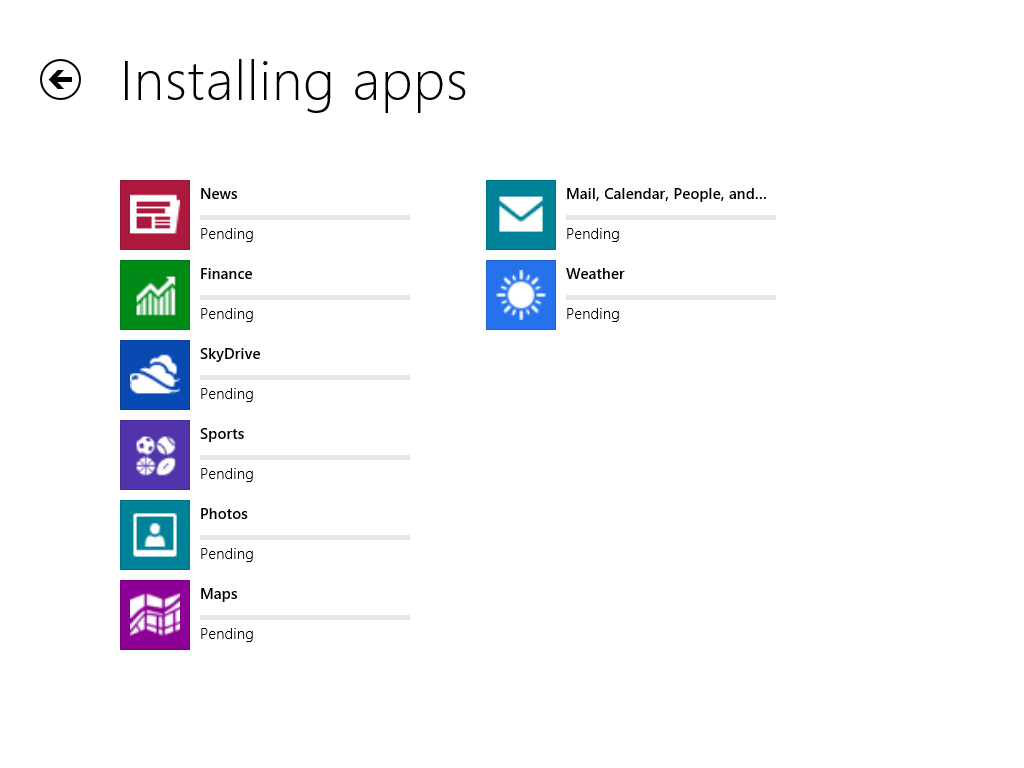 Installing apps
News
Pending
Finance
Pending
SkyDrive
Pending
Sports
Pending
Photos
Pending
Maps
Pending
Mail, Calendar, People, and...
Pending
Weather
Pending